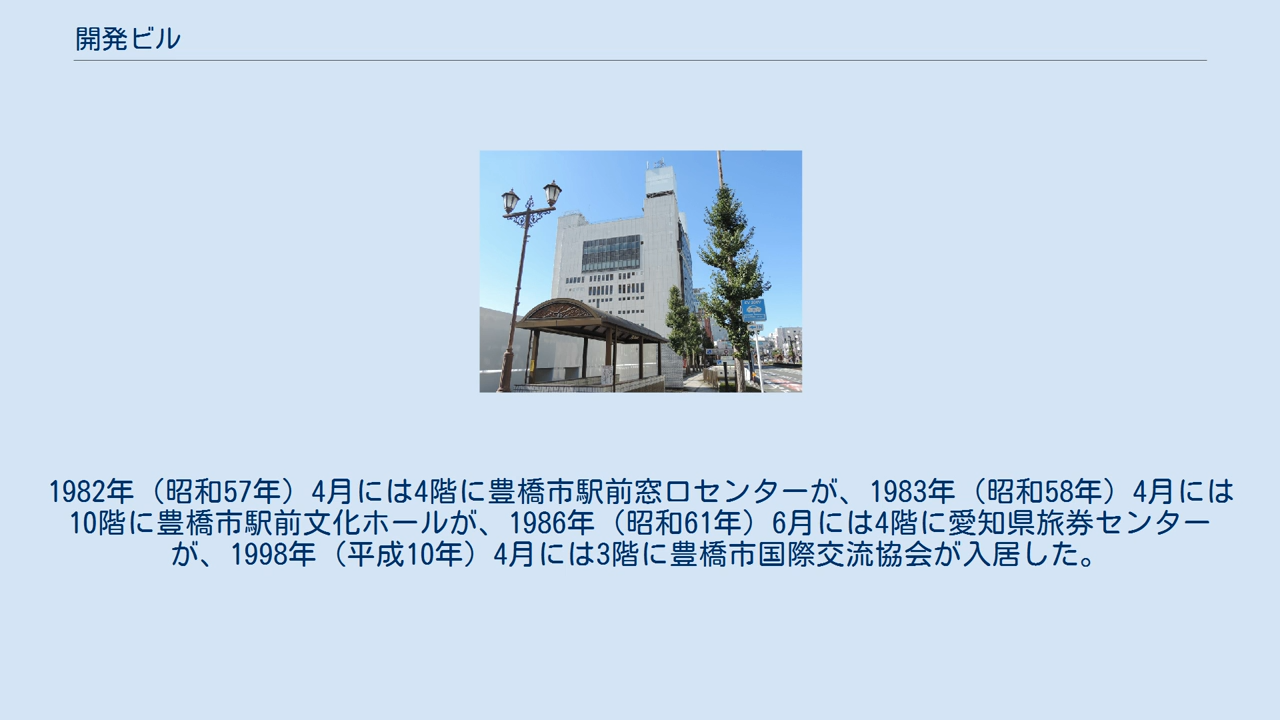 開発ビル
1982年（昭和57年）4月には4階に豊橋市駅前窓口センターが、1983年（昭和58年）4月には
10階に豊橋市駅前文化ホールが、1986年（昭和61年）6月には4階に愛知県旅券センター
が、1998年（平成10年）4月には3階に豊橋市国際交流協会が入居した。